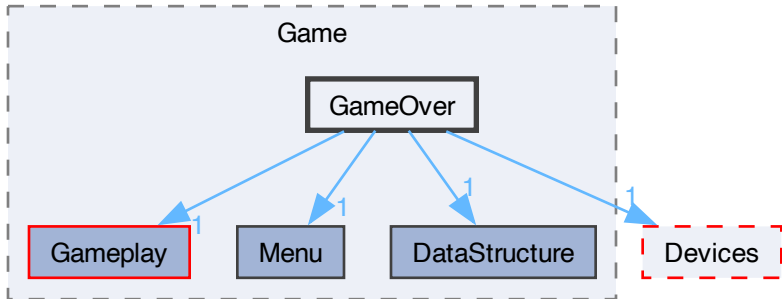 Game
GameOver
1
1
1
1
Gameplay
Menu
DataStructure
Devices